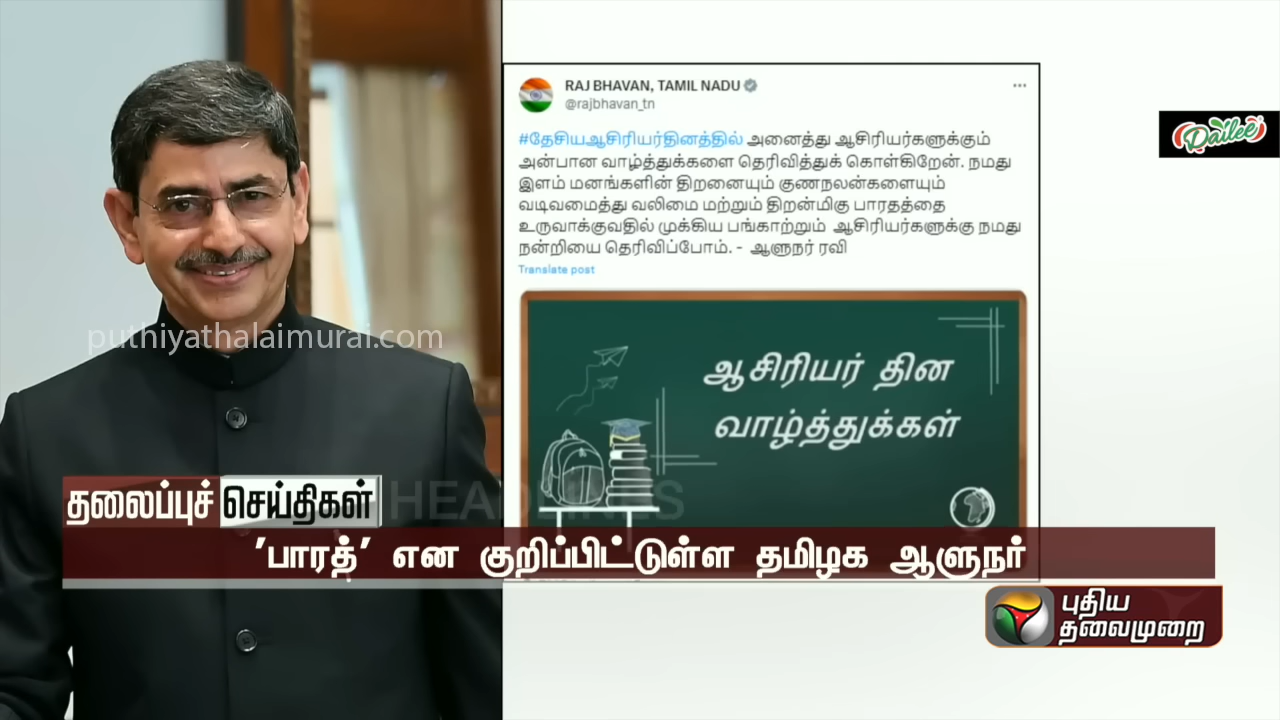 RAJ BHAVAN, TAMIL NADU
@rajbhavan_tn
#தேசியஆசிரியர்தினத்தில் அனைத்து ஆசிரியர்களுக்கும்
அன்பான வாழ்த்துக்களை தெரிவித்துக் கொள்கிறேன். நமது
இளம் மனங்களின் திறனையும் குணநலன்களையும்
வடிவமைத்து வலிமை மற்றும் திறன்மிகு பாரதத்தை
உருவாக்குவதில் முக்கிய பங்காற்றும் ஆசிரியர்களுக்கு நமது
நன்றியை தெரிவிப்போம். - ஆளுநர் ரவி
Translate post
Dailee
ஆசிரியர் தின
வாழ்த்துக்கள்
puthiyathalaimurai.com
தலைப்புச் செய்திகள் HEADLINES
'பாரத்' என குறிப்பிட்டுள்ள தமிழக ஆளுநர்
புதிய
தலைமுறை